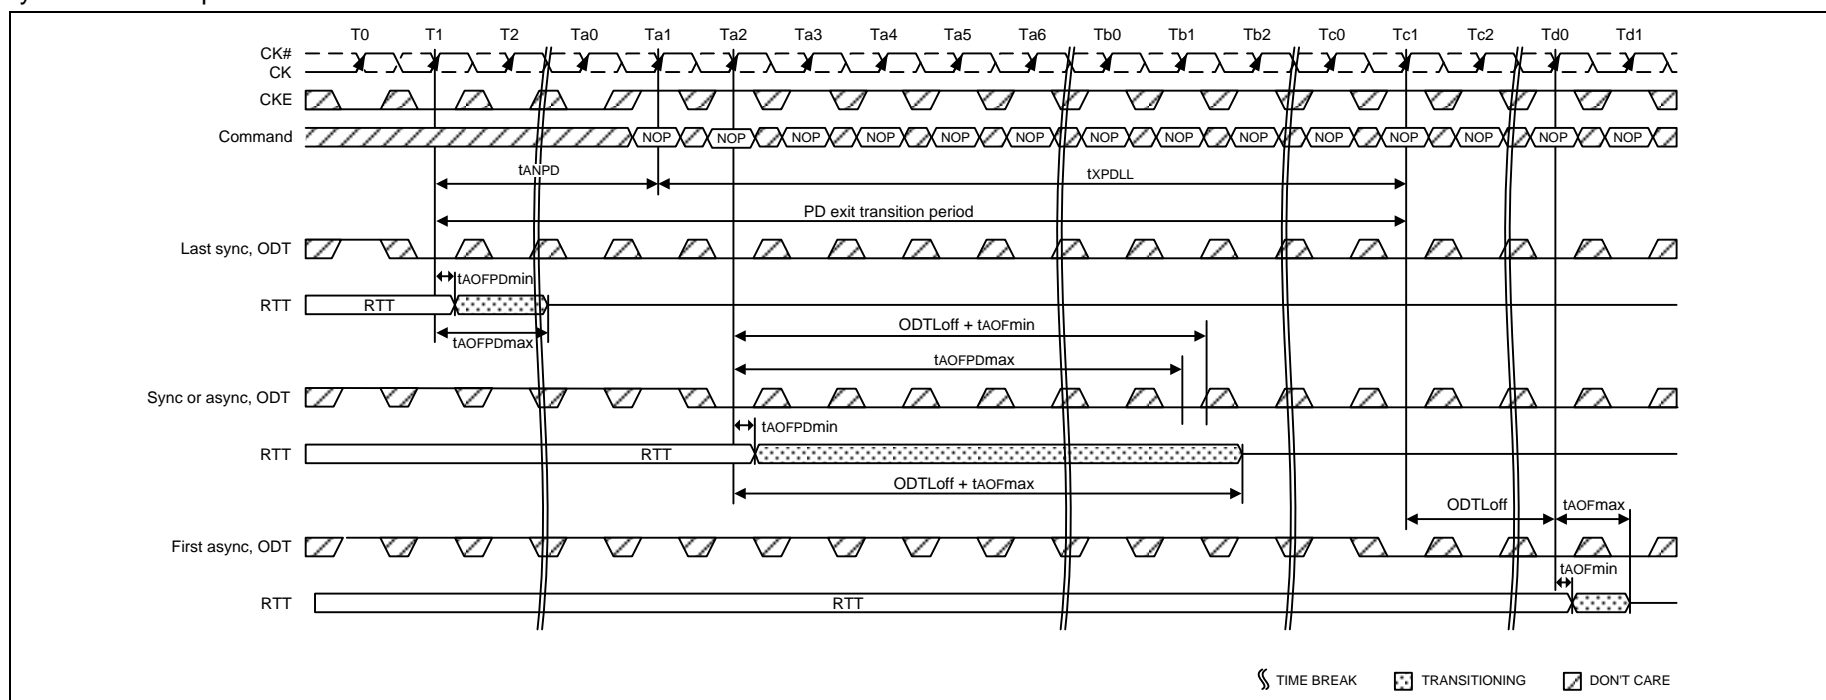 T0 T1 T2 Ta0 Ta1 Ta2 Ta3 Ta4 Ta5 Ta6 Tb0 Tb1 Tb2 Tc0 Tc1 Tc2 Td0 Td1
CK#
CK
CKE
Command NOP NOP NOP NOP NOP NOP NOP NOP NOP NOP NOP NOP NOP NOP
tANPD tXPDLL
PD exit transition period
Last sync, ODT
tAOFPDmin
RTT RTT
tAOFPDmax
ODTLoff + tAOFmin
tAOFPDmax
Sync or async, ODT
tAOFPDmin
RTT RTT
ODTLoff + tAOFmax
ODTLoff tAOFmax
First async, ODT
tAOFmin
RTT RTT
TIME BREAK TRANSITIONING DON'T CARE